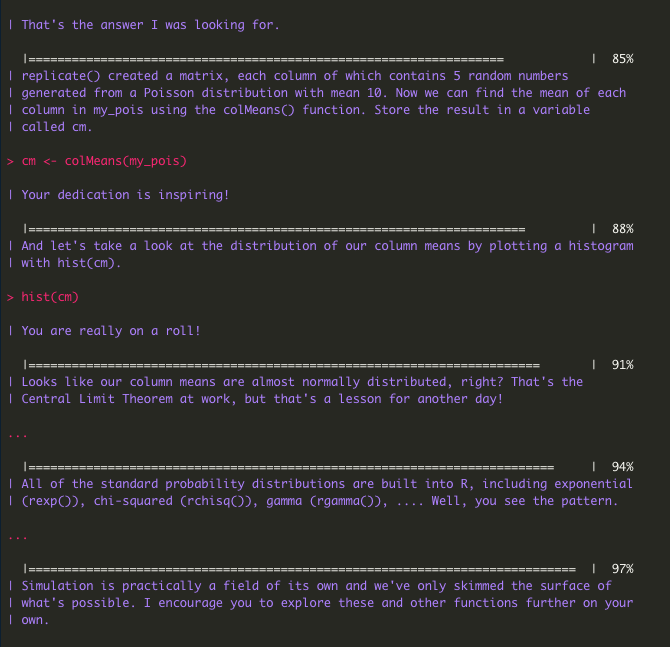 | That's the answer I was looking for.
|================================================================== | 85%
| replicate() created a matrix, each column of which contains 5 random numbers
| generated from a Poisson distribution with mean 10. Now we can find the mean of each
| column in my_pois using the colMeans() function. Store the result in a variable
| called cm.
> cm <- colMeans(my_pois)
| Your dedication is inspiring!
|===================================================================== | 88%
| And let's take a look at the distribution of our column means by plotting a histogram
| with hist(cm).
> hist(cm)
| You are really on a roll!
|======================================================================= | 91%
| Looks like our column means are almost normally distributed, right? That's the
| Central Limit Theorem at work, but that's a lesson for another day!
...
|========================================================================= | 94%
| All of the standard probability distributions are built into R, including exponential
| (rexp()), chi-squared (rchisq()), gamma (rgamma()), .... Well, you see the pattern.
...
|============================================================================ | 97%
| Simulation is practically a field of its own and we've only skimmed the surface of
| what's possible. I encourage you to explore these and other functions further on your
| own.